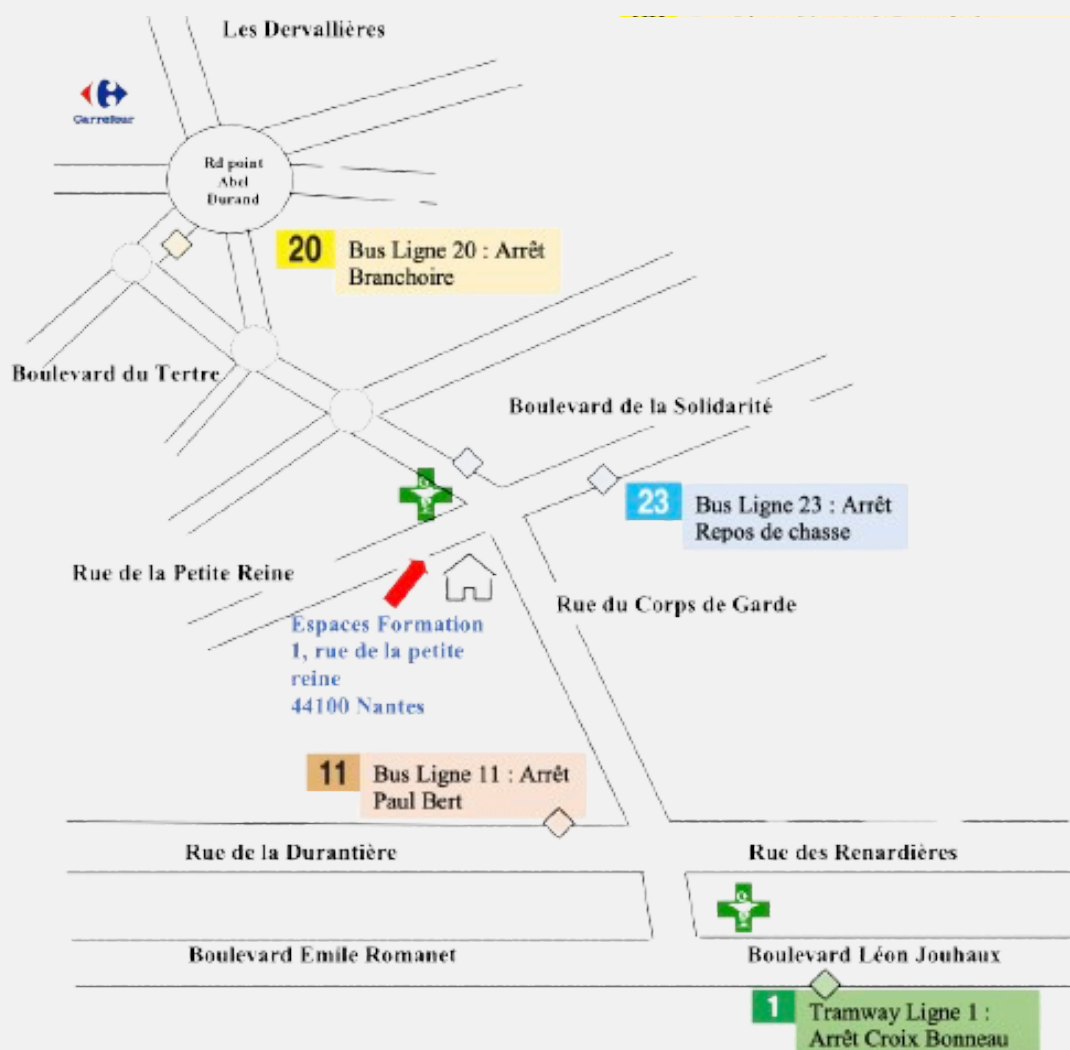 Les Dervallières
Carrefour
Rd point
Abel
Durand
20
Bus Ligne 20 : Arrêt
Branchoire
Boulevard du Tertre
Boulevard de la Solidarité
23
Bus Ligne 23 : Arrêt
Repos de chasse
Rue de la Petite Reine
Rue du Corps de Garde
Espaces Formation
1, rue de la petite
reine
44100 Nantes
11
Bus Ligne 11 : Arrêt
Paul Bert
Rue de la Durantière
Rue des Renardières
Boulevard Emile Romanet
Boulevard Léon Jouhaux
1
Tramway Ligne 1 :
Arrêt Croix Bonneau